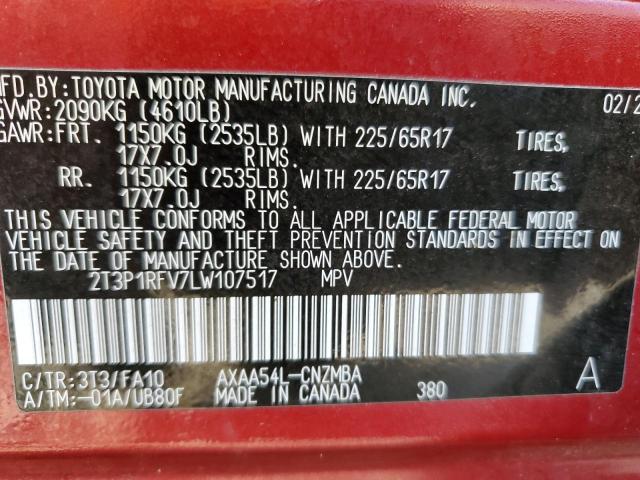 MFD. BY: TOYOTA MOTOR MANUFACTURING CANADA INC. 02/2
GVWR: 2090KG (4610LB)
GAWR: FRT. 1150KG (2535LB) WITH 225/65R17 TIRES,
17X7.0J RIMS.
RR. 1150KG (2535LB) WITH 225/65R17 TIRES,
17X7.0J RIMS.
THIS VEHICLE CONFORMS TO ALL APPLICABLE FEDERAL MOTOR
VEHICLE SAFETY AND THEFT PREVENTION STANDARDS IN EFFECT ON
THE DATE OF MANUFACTURE SHOWN ABOVE.
2T3P1RFV7LW107517 MPV
C/TR: 3T3/FA10 AXAA54L-CNZMBA A
A/TM: -01A/UB80F MADE IN CANADA 380